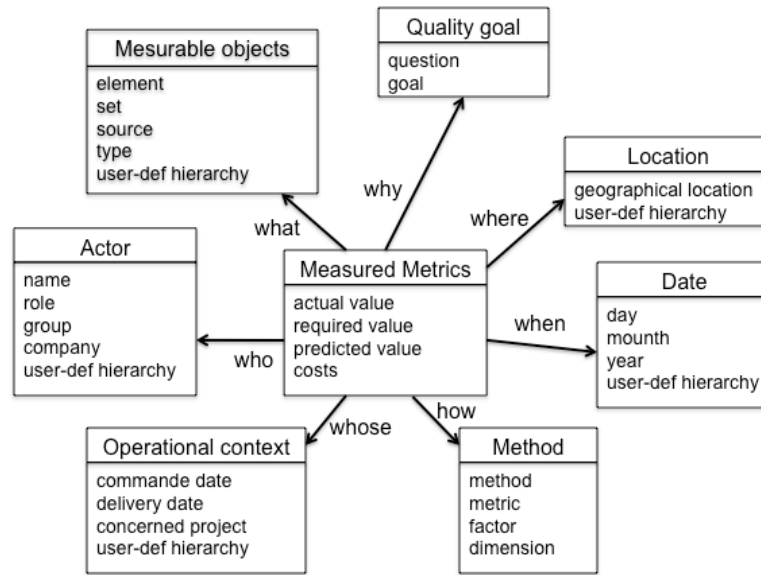 Quality goal
question
goal
Mesurable objects
element
set
source
type
user-def hierarchy
Location
geographical location
user-def hierarchy
why
where
what
Actor
name
role
group
company
user-def hierarchy
Measured Metrics
actual value
required value
predicted value
costs
Date
day
mounth
year
user-def hierarchy
when
who
how
whose
Operational context
commande date
delivery date
concerned project
user-def hierarchy
Method
method
metric
factor
dimension